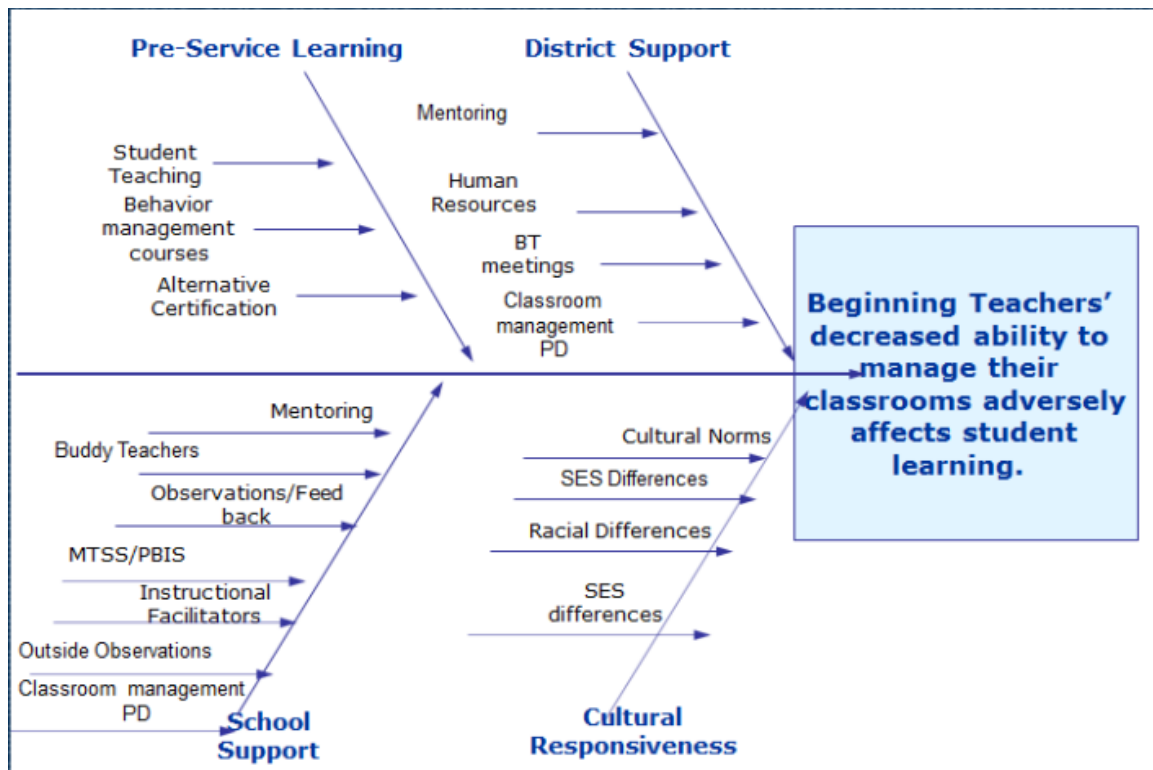 Pre-Service Learning
District Support
Student
Teaching
Behavior
management
courses
Alternative
Certification
Mentoring
Human
Resources
BT
meetings
Classroom
management
PD
Beginning Teachers’
decreased ability to
manage their
classrooms adversely
affects student
learning.
Mentoring
Buddy Teachers
Observations/Feed
back
MTSS/PBIS
Instructional
Facilitators
Outside Observations
Classroom management
PD
School
Support
Cultural Norms
SES Differences
Racial Differences
SES
differences
Cultural
Responsiveness